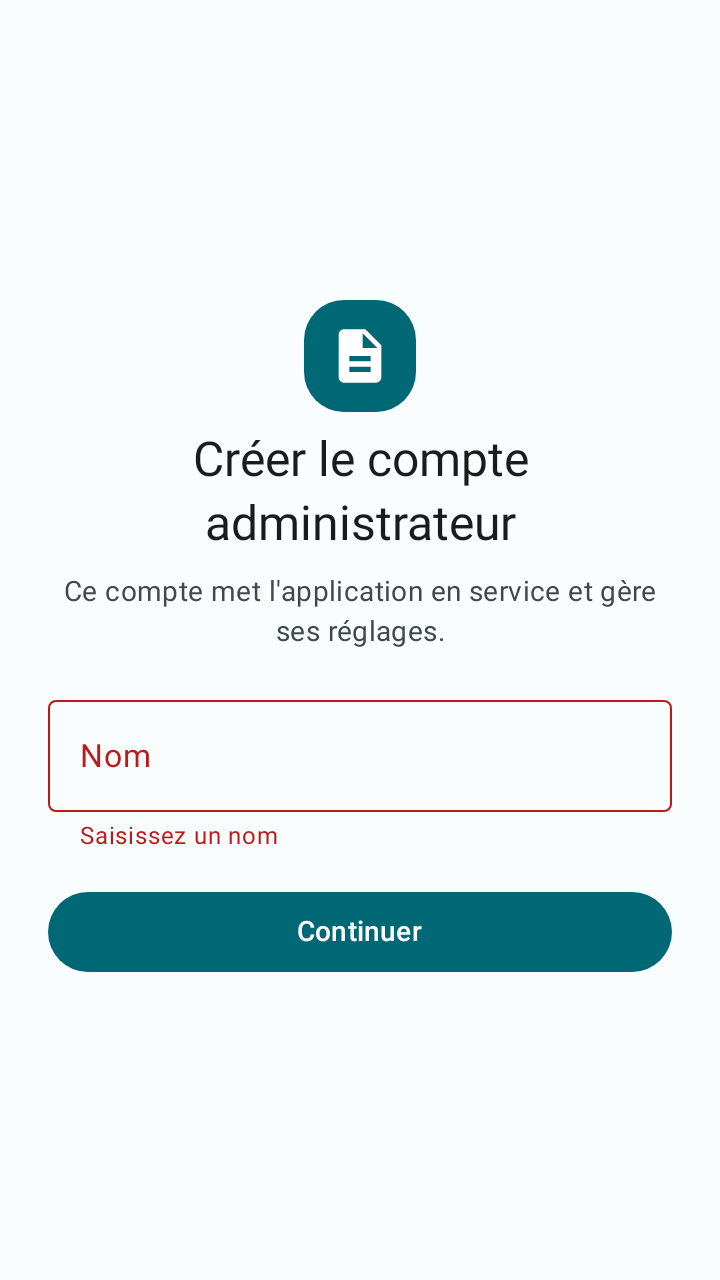 Créer le compte
administrateur
Ce compte met l'application en service et gère
ses réglages.
Nom
Saisissez un nom
Continuer